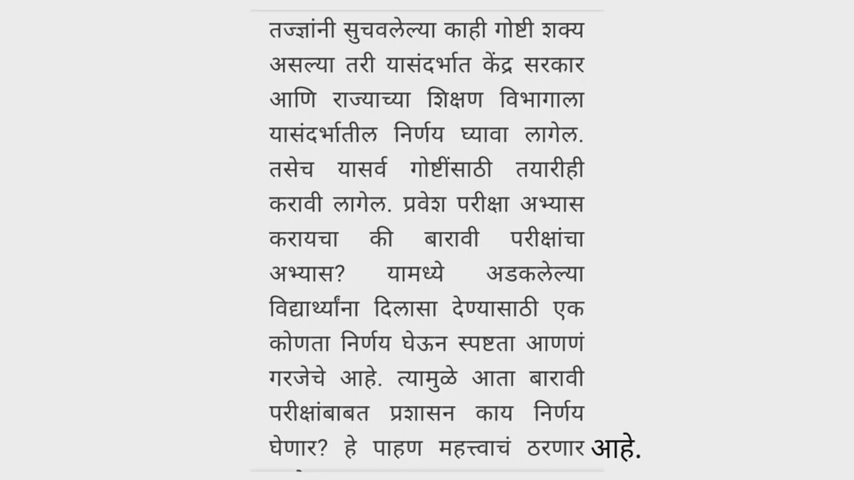 तज्ज्ञांनी सुचवलेल्या काही गोष्टी शक्य
असल्या तरी यासंदर्भात केंद्र सरकार
आणि राज्याच्या शिक्षण विभागाला
यासंदर्भातील निर्णय घ्यावा लागेल.
तसेच यासर्व गोष्टींसाठी तयारीही
करावी लागेल. प्रवेश परीक्षा अभ्यास
करायचा की बारावी परीक्षांचा
अभ्यास? यामध्ये अडकलेल्या
विद्यार्थ्यांना दिलासा देण्यासाठी एक
कोणता निर्णय घेऊन स्पष्टता आणणं
गरजेचे आहे. त्यामुळे आता बारावी
परीक्षांबाबत प्रशासन काय निर्णय
घेणार? हे पाहण महत्त्वाचं ठरणार आहे.